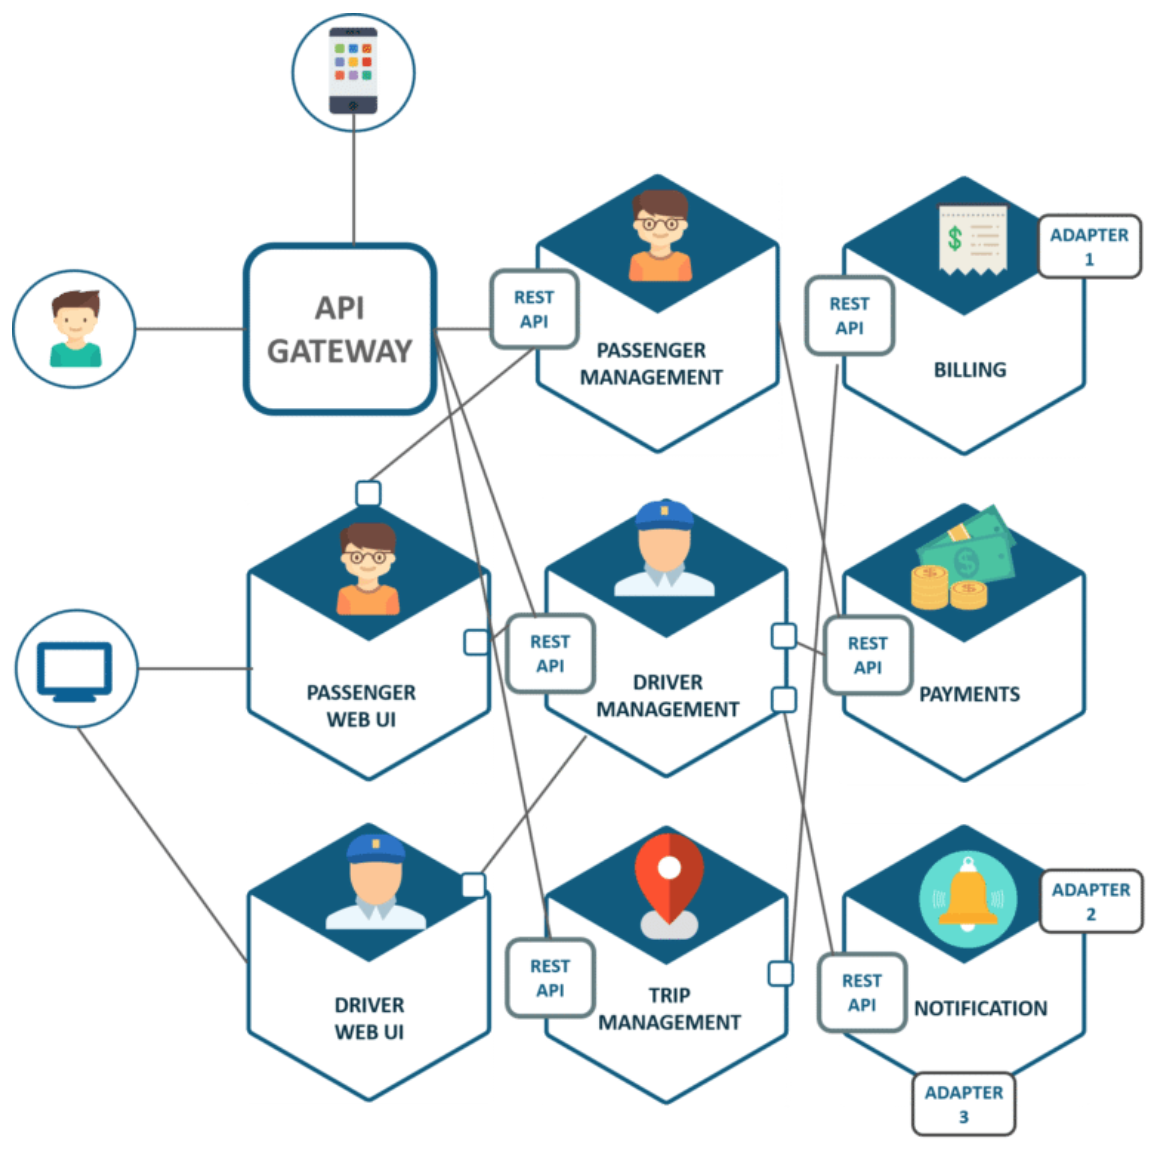 API
GATEWAY
REST
API
PASSENGER
MANAGEMENT
REST
API
BILLING
ADAPTER
1
PASSENGER
WEB UI
REST
API
DRIVER
MANAGEMENT
REST
API
PAYMENTS
DRIVER
WEB UI
REST
API
TRIP
MANAGEMENT
REST
API
NOTIFICATION
ADAPTER
2
ADAPTER
3